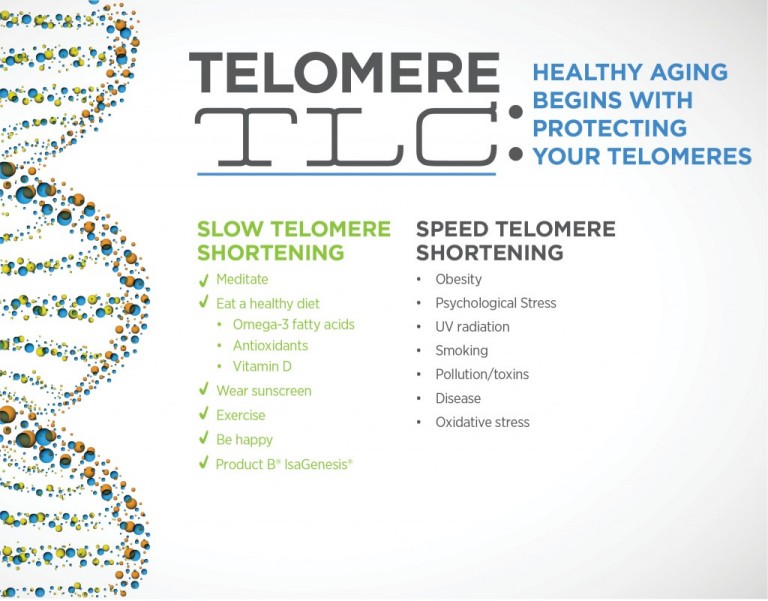 TELOMERE
TLC:
HEALTHY AGING
BEGINS WITH
PROTECTING
YOUR TELOMERES
SLOW TELOMERE
SHORTENING
✓ Meditate
✓ Eat a healthy diet
• Omega-3 fatty acids
• Antioxidants
• Vitamin D
✓ Wear sunscreen
✓ Exercise
✓ Be happy
✓ Product B® IsaGenesis®
SPEED TELOMERE
SHORTENING
• Obesity
• Psychological Stress
• UV radiation
• Smoking
• Pollution/toxins
• Disease
• Oxidative stress